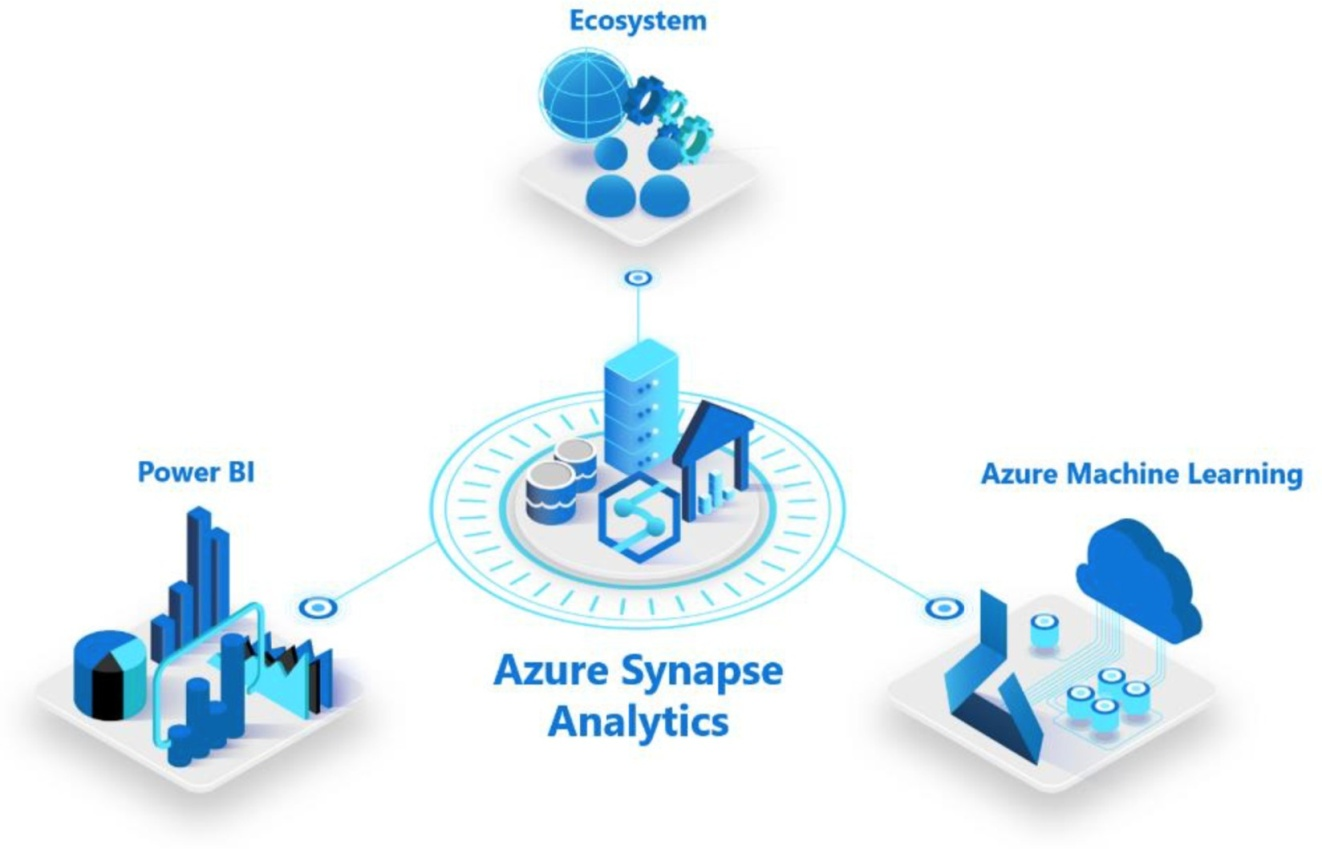 Ecosystem
Power BI
Azure Machine Learning
Azure Synapse
Analytics